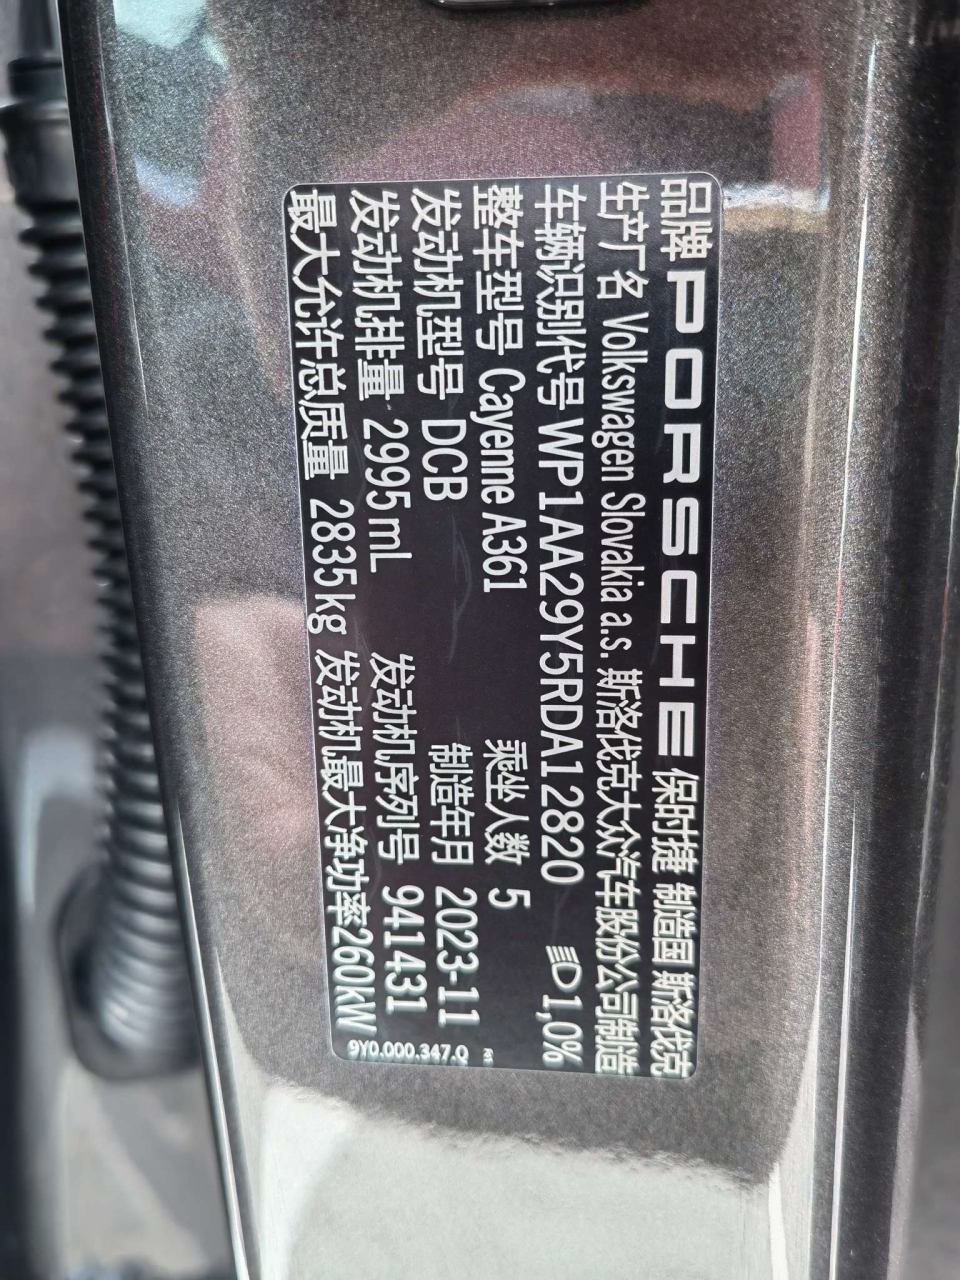 品牌 PORSCHE 保时捷 制造国 斯洛伐克
生产厂名 Volkswagen Slovakia a.s. 斯洛伐克大众汽车股份公司制造
车辆识别代号 WP1AA29Y5RDA12820 1,0%
整车型号 Cayenne A361 乘坐人数 5
发动机型号 DCB 制造年月 2023-11
发动机排量 2995mL 发动机序列号 941431
最大允许总质量 2835kg 发动机最大净功率260kW
9Y0.000.347.Q